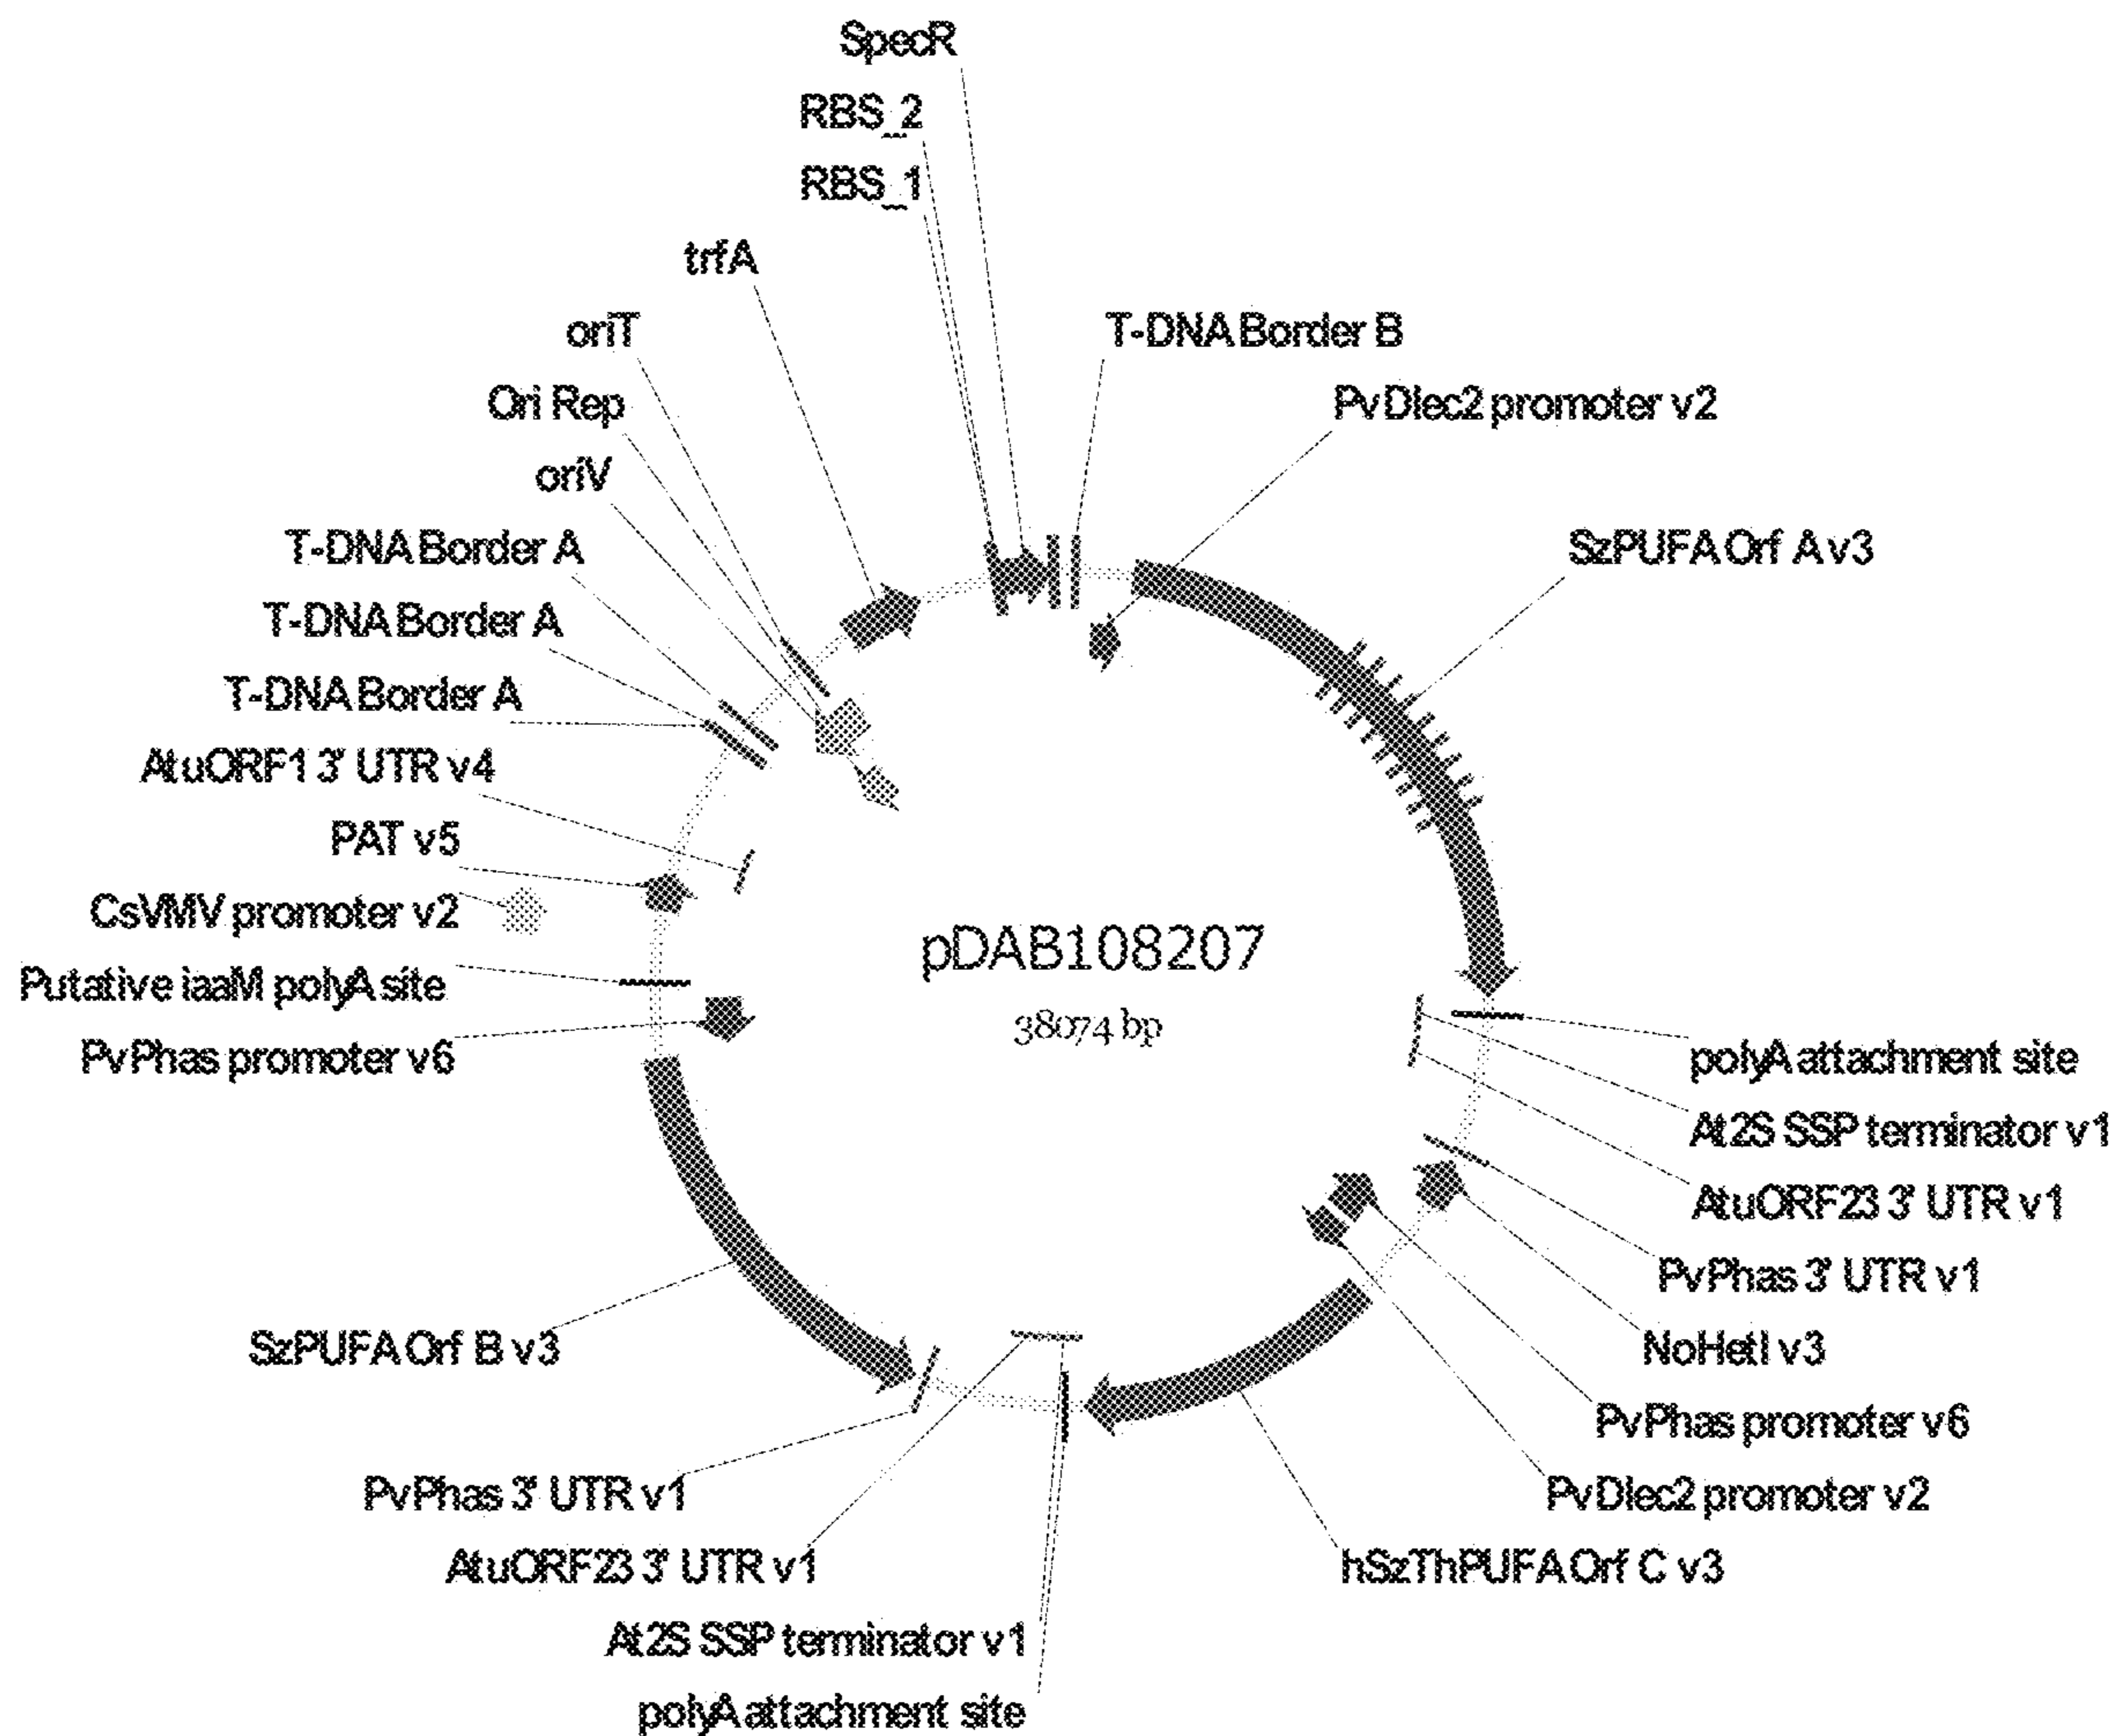 SpecR
RBS_2
RBS_1
trfA
oriT
Ori Rep
oriV
T-DNA Border A
T-DNA Border A
T-DNA Border A
AtuORF1 3' UTR v4
PAT v5
CsVMV promoter v2
Putative iaaM polyA site
PvPhas promoter v6
SzPUFA Orf B v3
PvPhas 3' UTR v1
AtuORF23 3' UTR v1
At2S SSP terminator v1
polyA attachment site
T-DNA Border B
PvDlec2 promoter v2
SzPUFA Orf A v3
pDAB108207
38074 bp
polyA attachment site
At2S SSP terminator v1
AtuORF23 3' UTR v1
PvPhas 3' UTR v1
NoHetI v3
PvPhas promoter v6
PvDlec2 promoter v2
hSzThPUFA Orf C v3